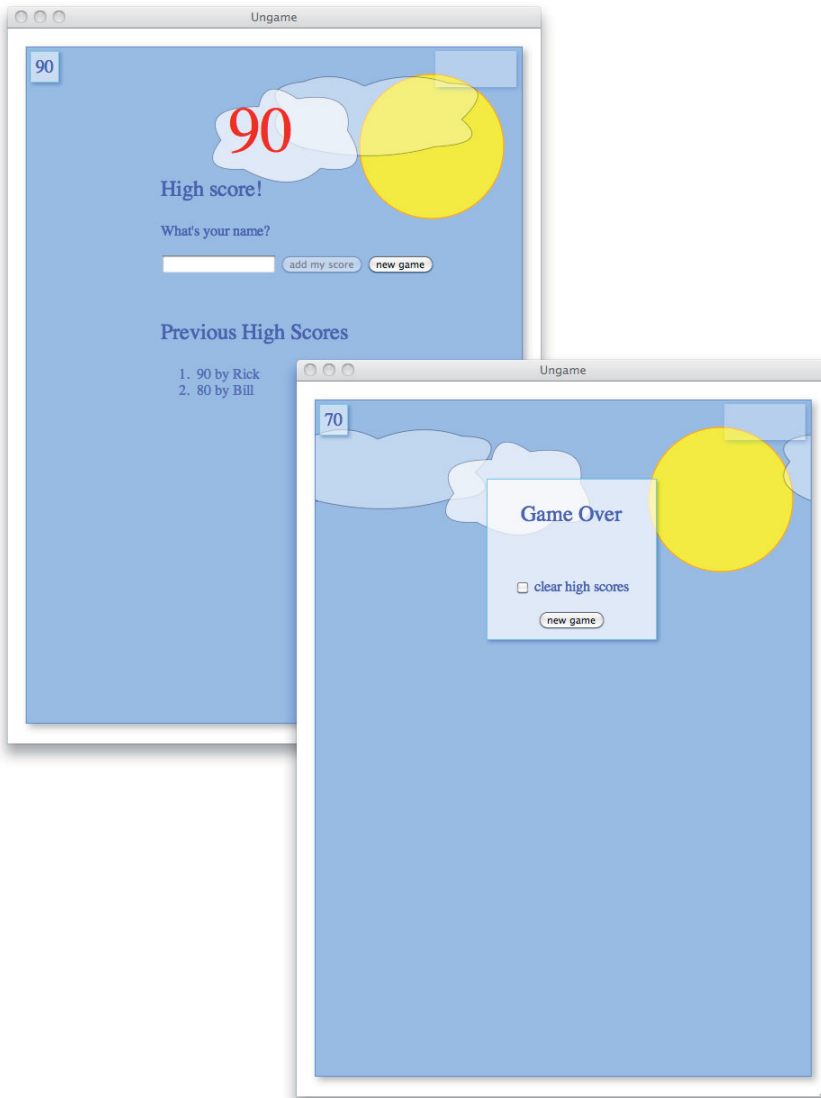 Ungame
90
90
High score!
What's your name?
add my score new game
Previous High Scores
1. 90 by Rick
2. 80 by Bill
Ungame
70
Game Over
clear high scores
new game